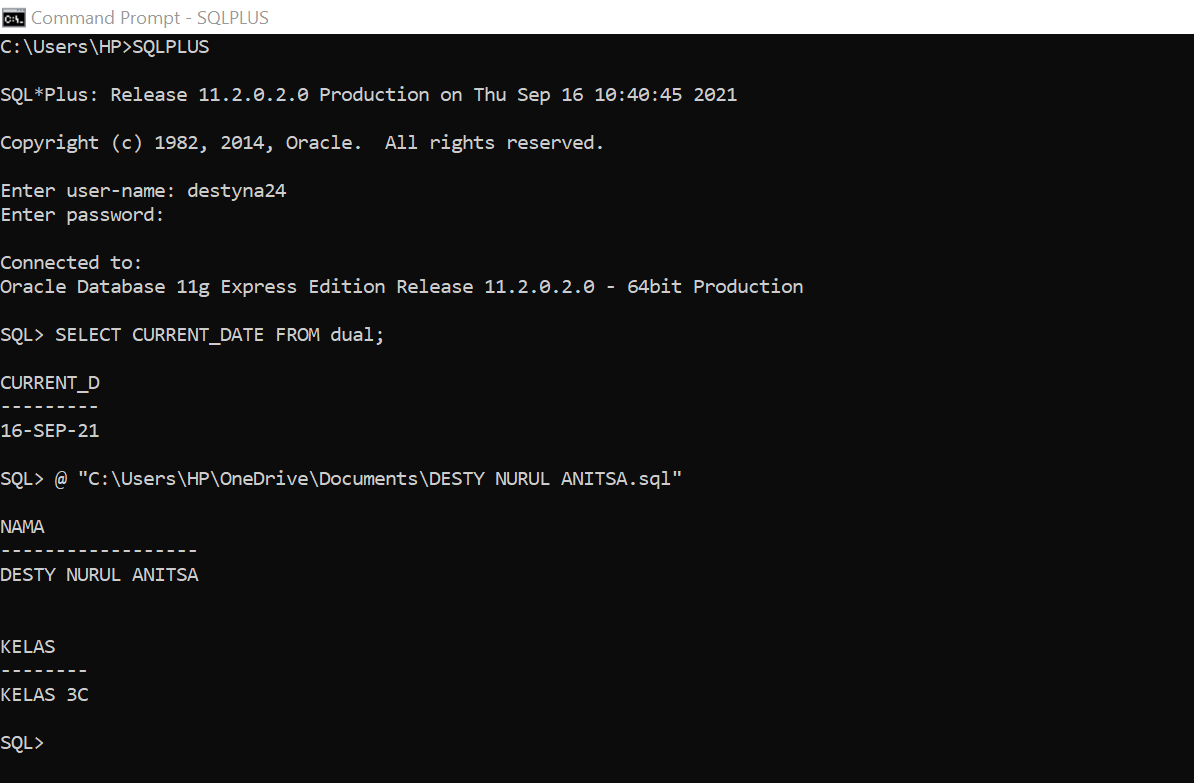 Command Prompt - SQLPLUS
C:\Users\HP>SQLPLUS
SQL*Plus: Release 11.2.0.2.0 Production on Thu Sep 16 10:40:45 2021
Copyright (c) 1982, 2014, Oracle.  All rights reserved.
Enter user-name: destyna24
Enter password:
Connected to:
Oracle Database 11g Express Edition Release 11.2.0.2.0 - 64bit Production
SQL> SELECT CURRENT_DATE FROM dual;
CURRENT_D
---------
16-SEP-21
SQL> @ "C:\Users\HP\OneDrive\Documents\DESTY NURUL ANITSA.sql"
NAMA
------------------
DESTY NURUL ANITSA
KELAS
--------
KELAS 3C
SQL>